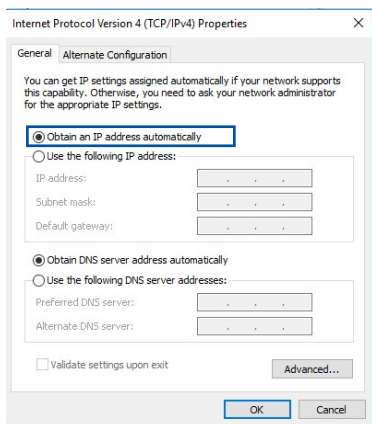 Internet Protocol Version 4 (TCP/IPv4) Properties
General Alternate Configuration
You can get IP settings assigned automatically if your network supports
this capability. Otherwise, you need to ask your network administrator
for the appropriate IP settings.
Obtain an IP address automatically
Use the following IP address:
IP address:
Subnet mask:
Default gateway:
Obtain DNS server address automatically
Use the following DNS server addresses:
Preferred DNS server:
Alternate DNS server:
Validate settings upon exit
Advanced...
OK Cancel